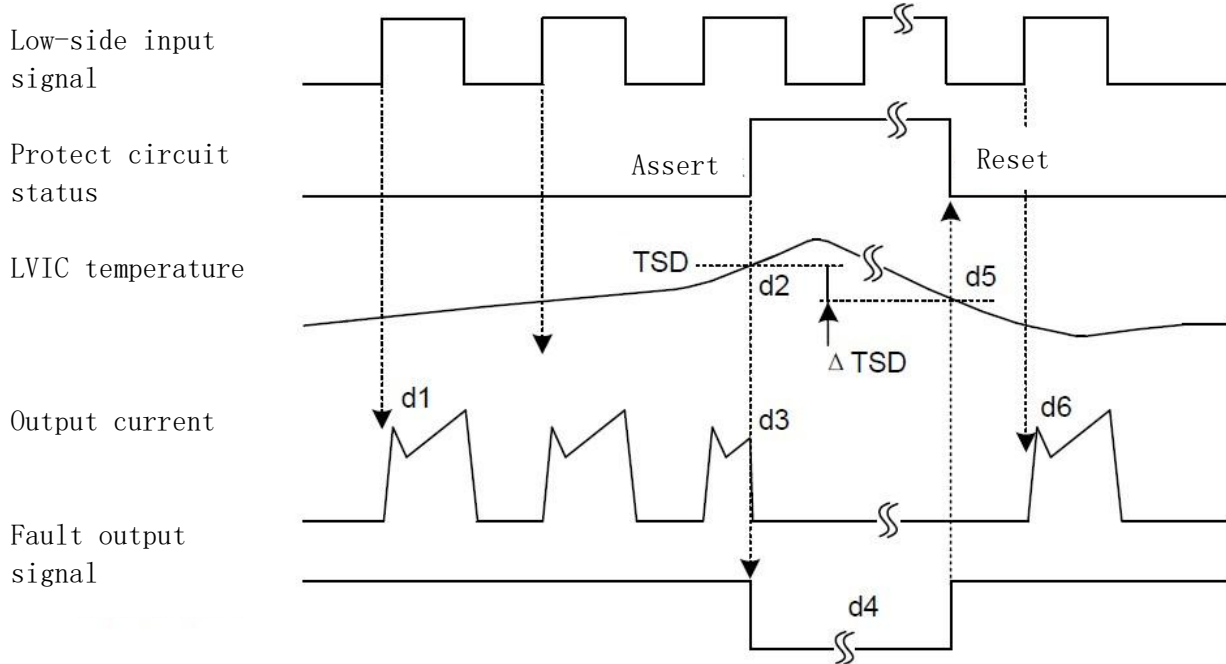 Low-side input
signal
Protect circuit
status
Assert
Reset
LVIC temperature
TSD
d2
d5
Δ TSD
Output current
d1
d3
d6
Fault output
signal
d4